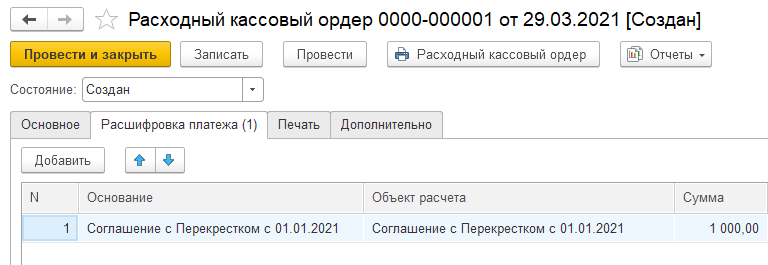 Расходный кассовый ордер 0000-000001 от 29.03.2021 [Создан]
Провести и закрыть Записать Провести Расходный кассовый ордер Отчеты
Состояние: Создан
Основное Расшифровка платежа (1) Печать Дополнительно
Добавить
N Основание Объект расчета Сумма
1 Соглашение с Перекрестком с 01.01.2021 Соглашение с Перекрестком с 01.01.2021 1 000,00